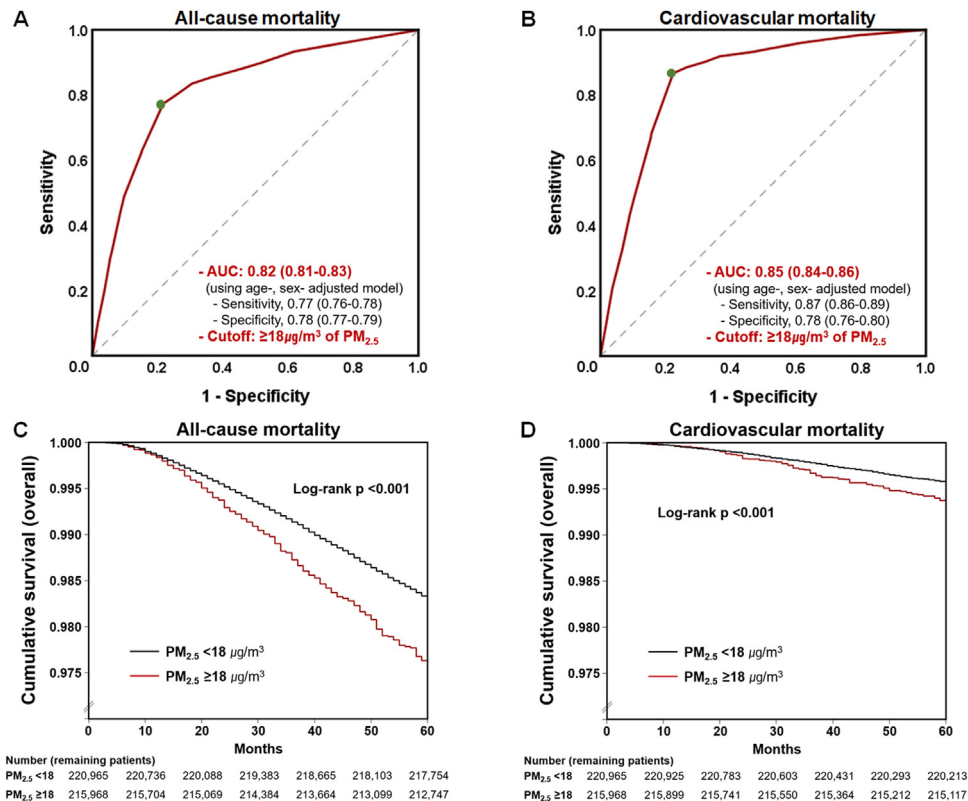 A
All-cause mortality
1.0
0.8
0.6
0.4
0.2
0.0
Sensitivity
- AUC: 0.82 (0.81-0.83)
(using age-, sex- adjusted model)
- Sensitivity, 0.77 (0.76-0.78)
- Specificity, 0.78 (0.77-0.79)
- Cutoff: ≥18μg/m³ of PM₂.₅
0.2 0.4 0.6 0.8 1.0
1 - Specificity
B
Cardiovascular mortality
1.0
0.8
0.6
0.4
0.2
0.0
Sensitivity
- AUC: 0.85 (0.84-0.86)
(using age-, sex- adjusted model)
- Sensitivity, 0.87 (0.86-0.89)
- Specificity, 0.78 (0.76-0.80)
- Cutoff: ≥18μg/m³ of PM₂.₅
0.2 0.4 0.6 0.8 1.0
1 - Specificity
C
All-cause mortality
1.000
0.995
0.990
0.985
0.980
0.975
Cumulative survival (overall)
Log-rank p <0.001
PM₂.₅ <18 μg/m³
PM₂.₅ ≥18 μg/m³
0 10 20 30 40 50 60
Months
Number (remaining patients)
PM₂.₅ <18 220,965 220,736 220,088 219,383 218,665 218,103 217,754
PM₂.₅ ≥18 215,968 215,704 215,069 214,384 213,664 213,099 212,747
D
Cardiovascular mortality
1.000
0.995
0.990
0.985
0.980
0.975
Cumulative survival (overall)
Log-rank p <0.001
PM₂.₅ <18 μg/m³
PM₂.₅ ≥18 μg/m³
0 10 20 30 40 50 60
Months
Number (remaining patients)
PM₂.₅ <18 220,965 220,925 220,783 220,603 220,431 220,293 220,213
PM₂.₅ ≥18 215,968 215,899 215,741 215,550 215,364 215,212 215,117